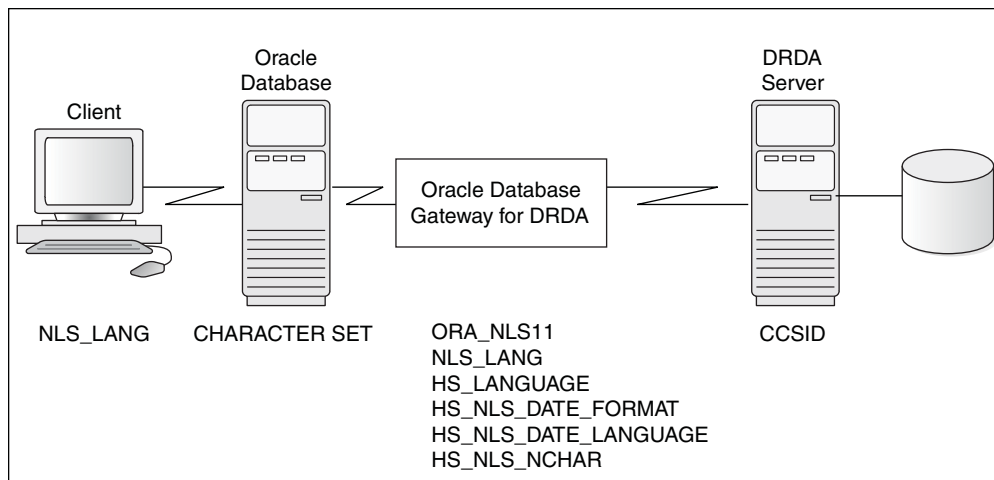 Client
Oracle
Database
Oracle Database
Gateway for DRDA
DRDA
Server
NLS_LANG
CHARACTER SET
ORA_NLS11
NLS_LANG
HS_LANGUAGE
HS_NLS_DATE_FORMAT
HS_NLS_DATE_LANGUAGE
HS_NLS_NCHAR
CCSID